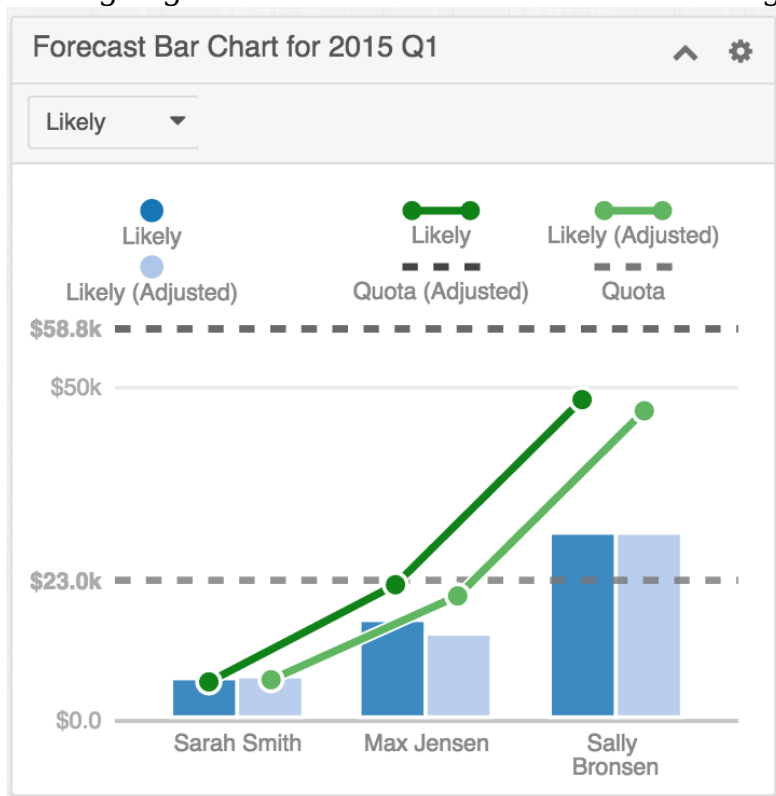 Forecast Bar Chart for 2015 Q1
Likely
Likely
Likely
Likely (Adjusted)
Likely (Adjusted)
Quota (Adjusted)
Quota
$58.8k
$50k
$23.0k
$0.0
Sarah Smith
Max Jensen
Sally
Bronsen